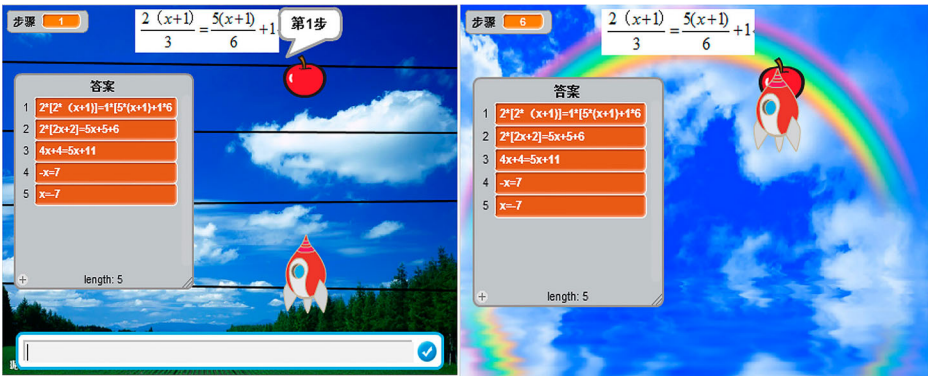 步骤 1
2（x+1）/3=5(x+1)/6+1
第1步
答案
1 2*[2*（x+1)]=1*[5*(x+1)+1*6
2 2*[2x+2]=5x+5+6
3 4x+4=5x+11
4 -x=7
5 x=-7
length: 5
步骤 6
2（x+1）/3=5(x+1)/6+1
答案
1 2*[2*（x+1)]=1*[5*(x+1)+1*6
2 2*[2x+2]=5x+5+6
3 4x+4=5x+11
4 -x=7
5 x=-7
length: 5